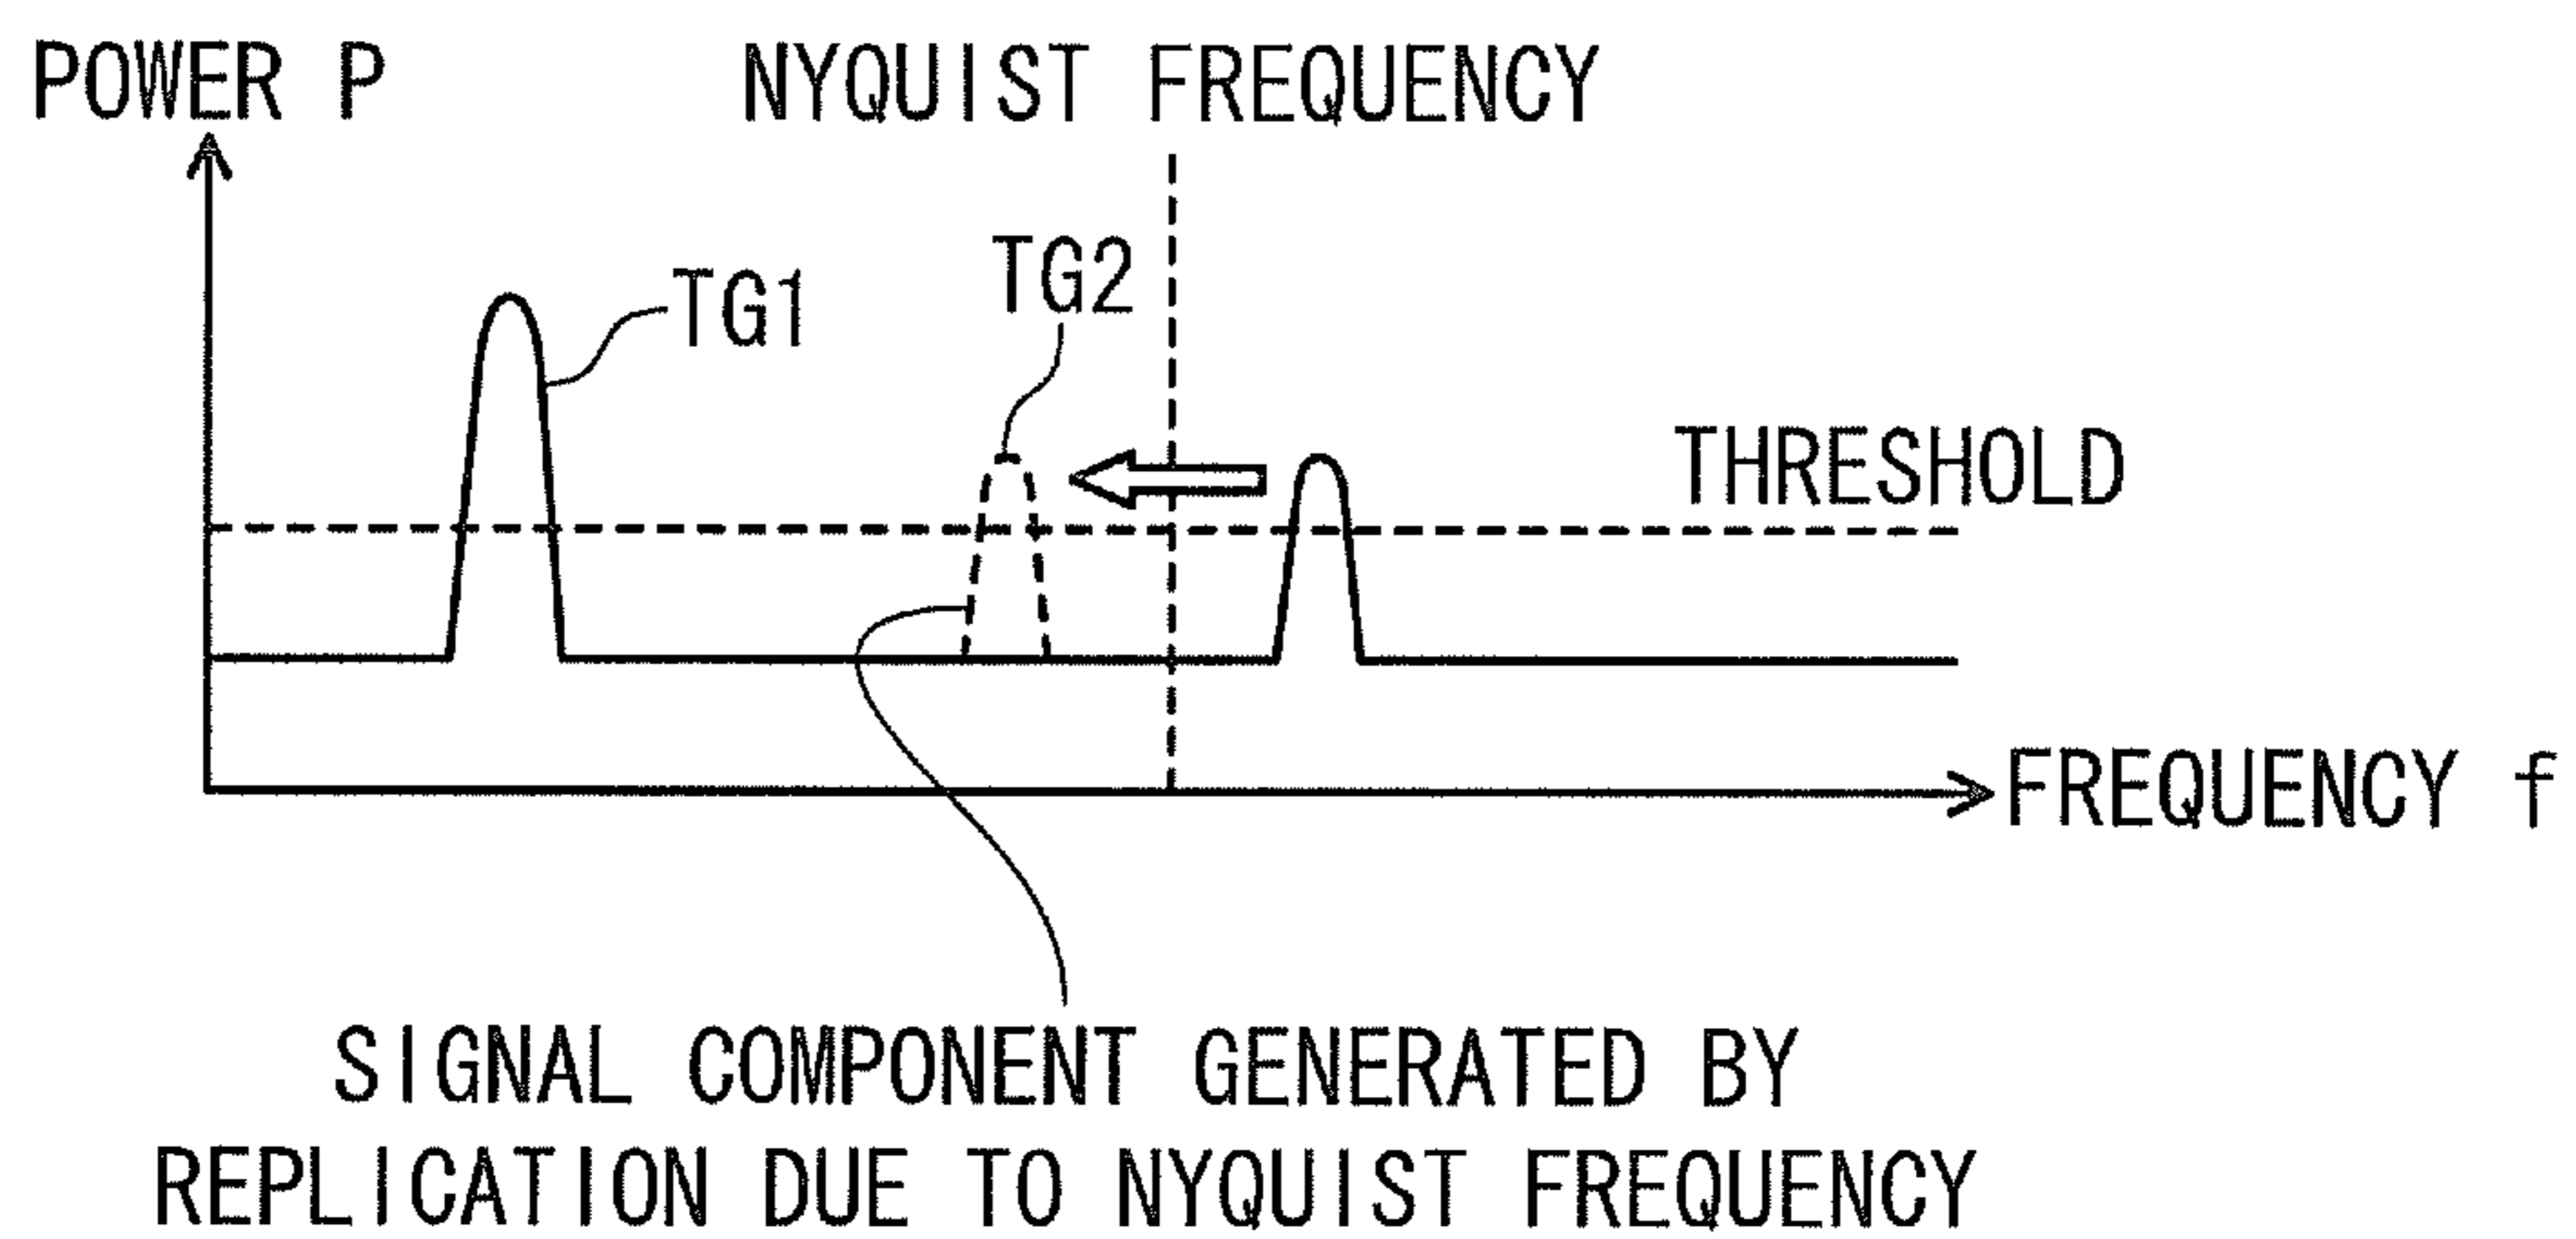 POWER P
NYQUIST FREQUENCY
TG1
TG2
THRESHOLD
FREQUENCY f
SIGNAL COMPONENT GENERATED BY
REPLICATION DUE TO NYQUIST FREQUENCY